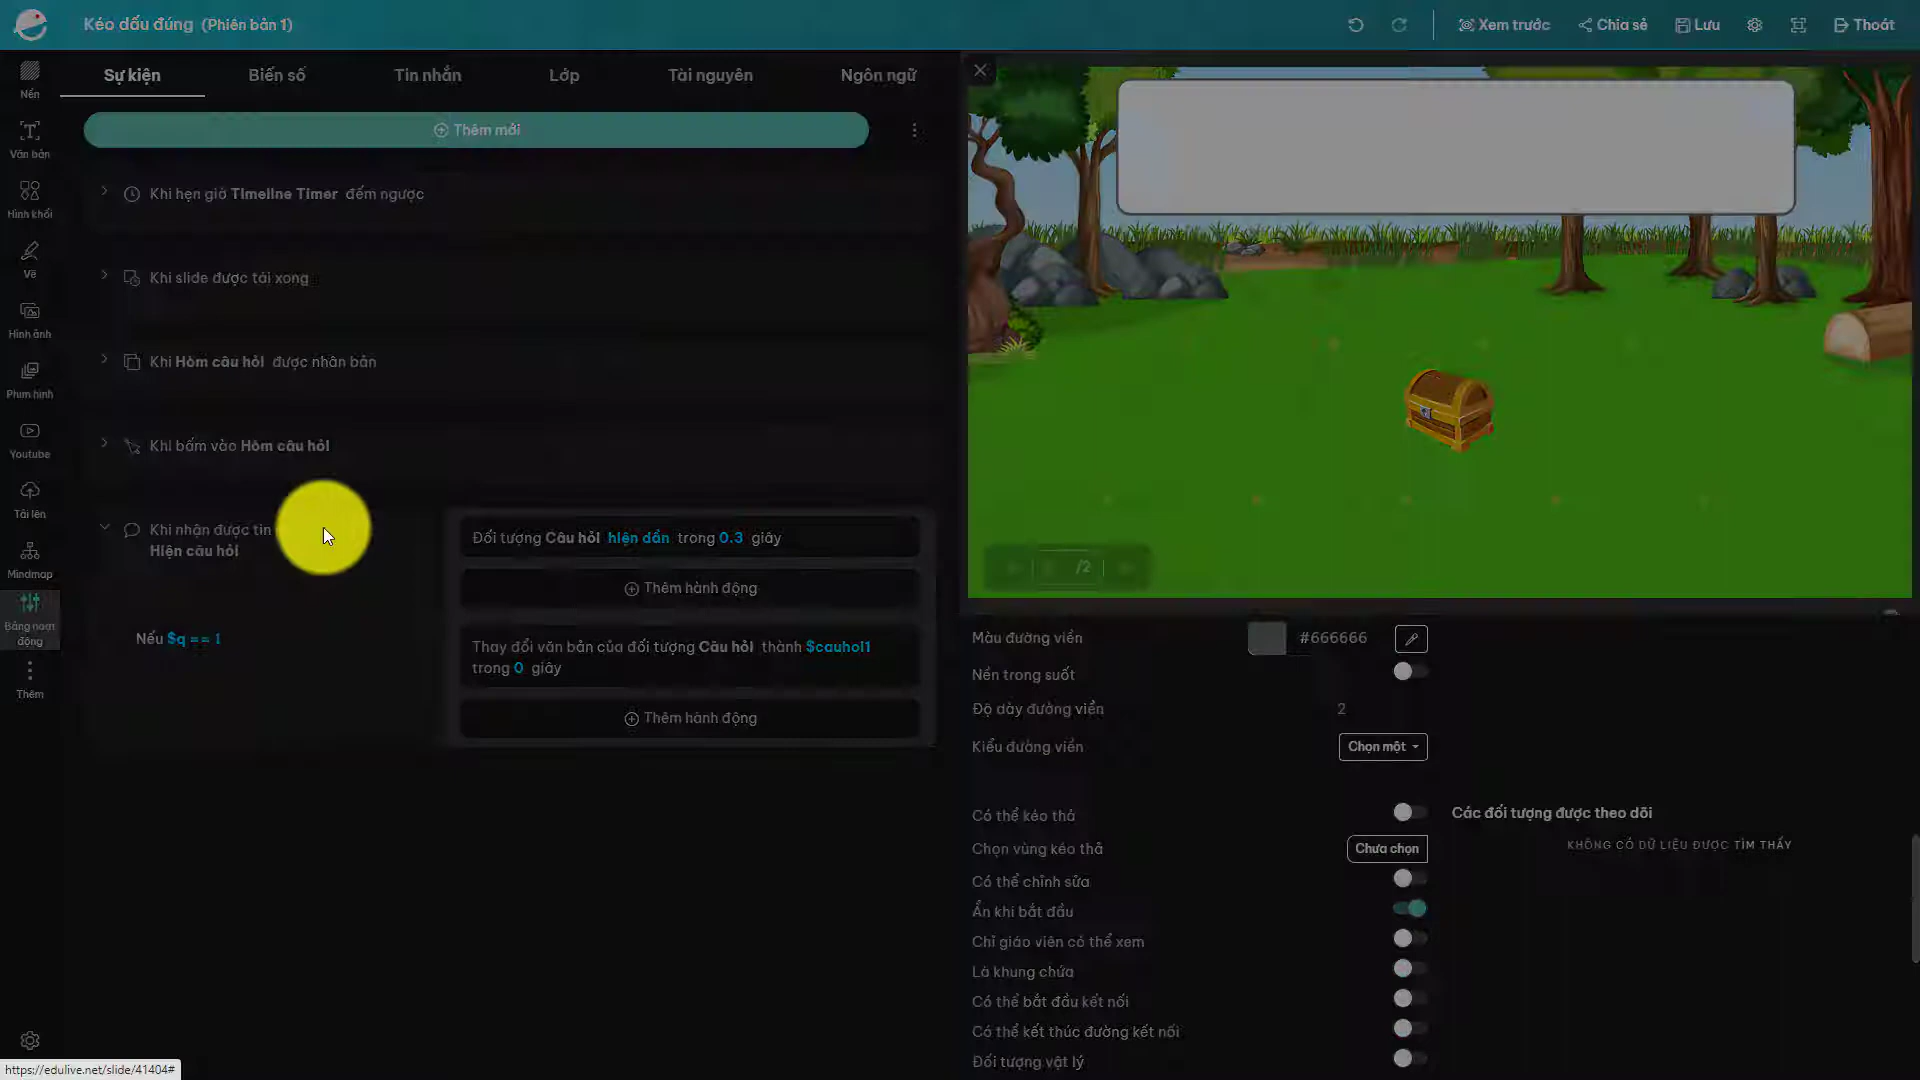 Kéo dấu đúng (Phiên bản 1)
Xem trước
Chia sẻ
Lưu
Thoát
Nền
Văn bản
Hình khối
Vẽ
Hình ảnh
Phim hình
Youtube
Tải lên
Mindmap
Bảng hoạt động
Thêm
Sự kiện
Biến số
Tin nhắn
Lớp
Tài nguyên
Ngôn ngữ
Thêm mới
Khi hẹn giờ Timeline Timer đếm ngược
Khi slide được tải xong
Khi Hòm câu hỏi được nhân bản
Khi bấm vào Hòm câu hỏi
Khi nhận được tin
Hiện câu hỏi
Đối tượng Câu hỏi hiện dần trong 0.3 giây
Thêm hành động
Nếu $q == 1
Thay đổi văn bản của đối tượng Câu hỏi thành $cauhoi1
trong 0 giây
Thêm hành động
/2
Màu đường viền
#666666
Nền trong suốt
Độ dày đường viền
2
Kiểu đường viền
Chọn một
Có thể kéo thả
Các đối tượng được theo dõi
Chọn vùng kéo thả
Chưa chọn
KHÔNG CÓ DỮ LIỆU ĐƯỢC TÌM THẤY
Có thể chỉnh sửa
Ẩn khi bắt đầu
Chỉ giáo viên có thể xem
Là khung chứa
Có thể bắt đầu kết nối
Có thể kết thúc đường kết nối
Đối tượng vật lý
https://edulive.net/slide/41404#